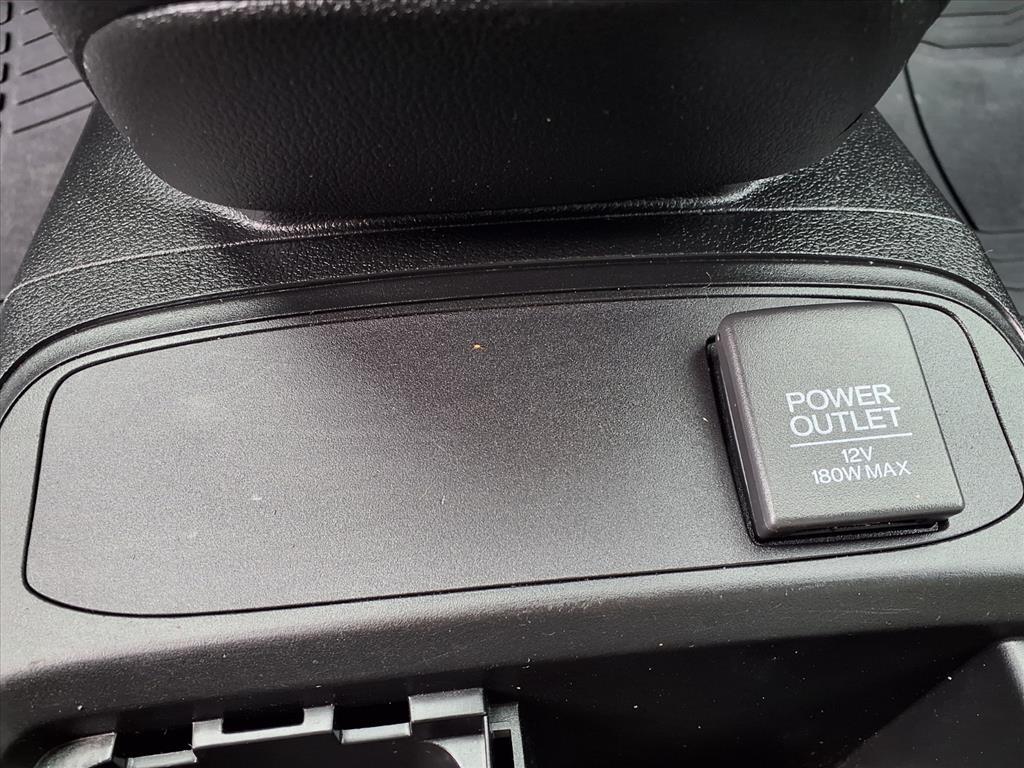 POWER
OUTLET
12V
180W MAX